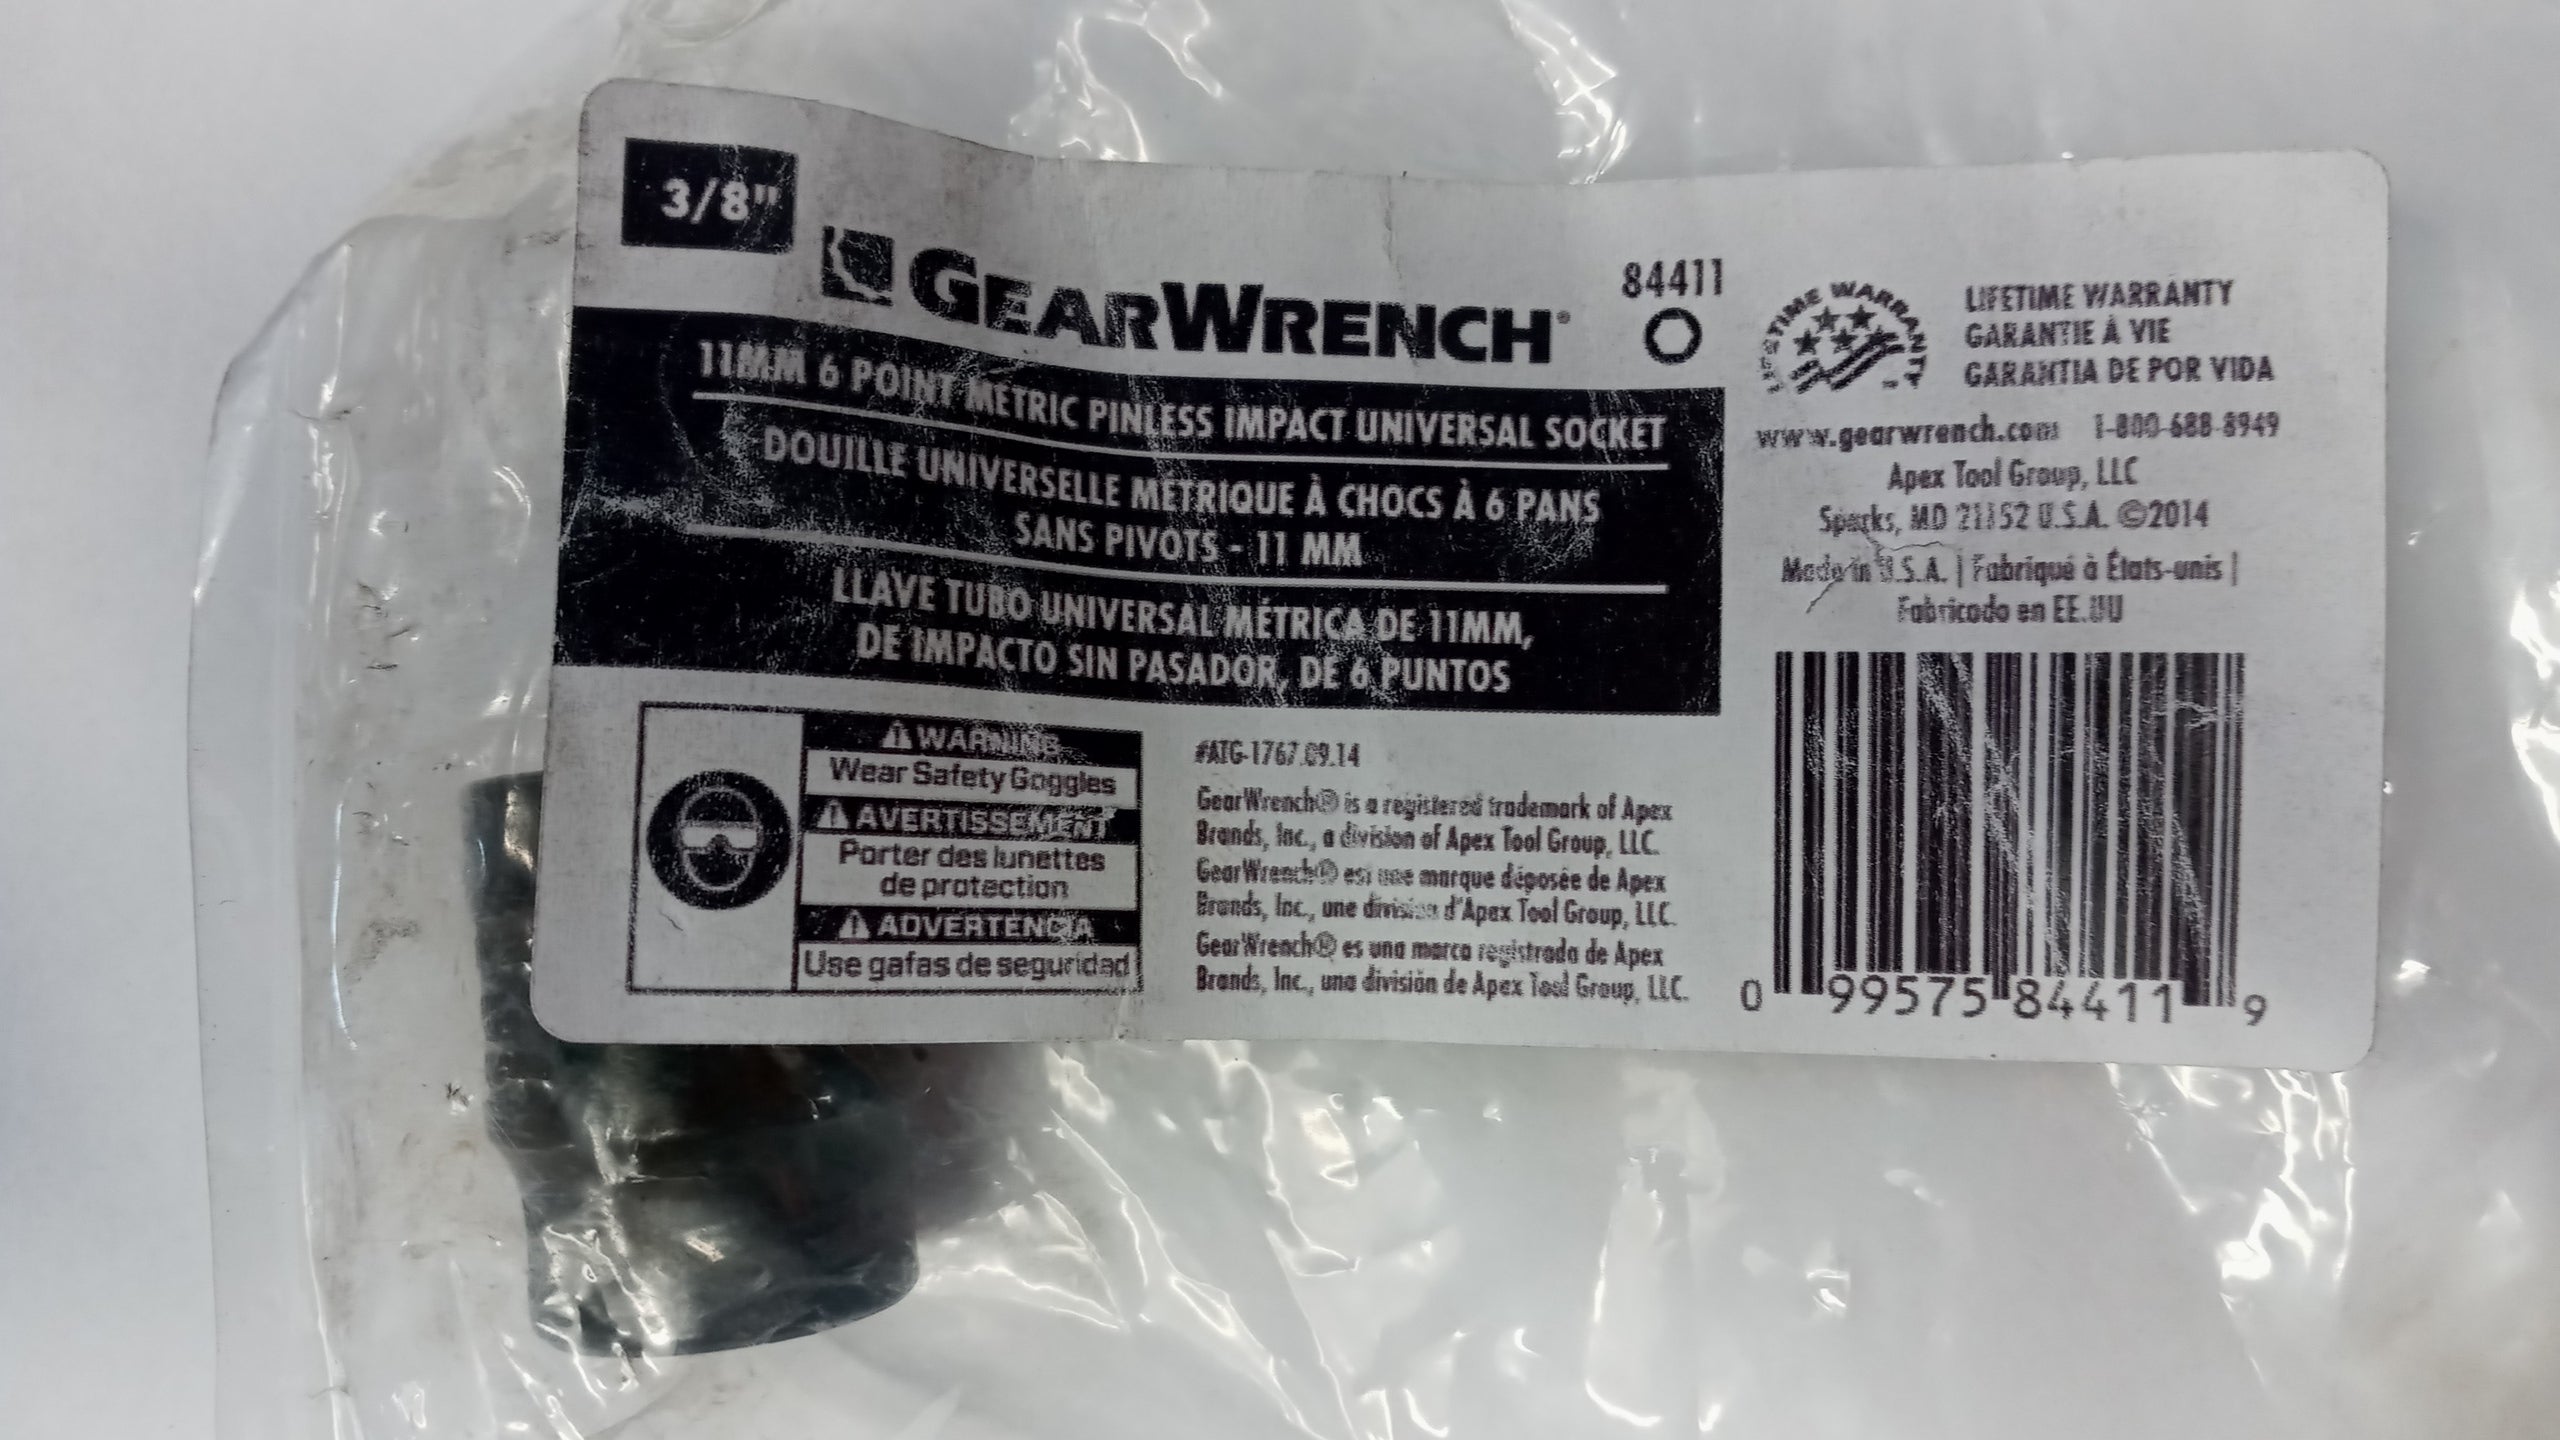 3/8"
GEARWRENCH®
84411
11MM 6 POINT METRIC PINLESS IMPACT UNIVERSAL SOCKET
DOUILLE UNIVERSELLE MÉTRIQUE À CHOCS À 6 PANS
SANS PIVOTS - 11 MM
LLAVE TUBO UNIVERSAL MÉTRICA DE 11MM,
DE IMPACTO SIN PASADOR, DE 6 PUNTOS
⚠ WARNING
Wear Safety Goggles
⚠ AVERTISSEMENT
Porter des lunettes
de protection
⚠ ADVERTENCIA
Use gafas de seguridad
#ATG-1767.09.14
GearWrench® is a registered trademark of Apex
Brands, Inc., a division of Apex Tool Group, LLC.
GearWrench® est une marque déposée de Apex
Brands, Inc., une division d'Apex Tool Group, LLC.
GearWrench® es una marca registrada de Apex
Brands, Inc., una división de Apex Tool Group, LLC.
LIFETIME WARRANTY
LIFETIME WARRANTY
GARANTIE À VIE
GARANTIA DE POR VIDA
www.gearwrench.com 1-800-688-8949
Apex Tool Group, LLC
Sparks, MD 21152 U.S.A. ©2014
Made in U.S.A. | Fabriqué à États-unis |
Fabricado en EE.UU
0 99575 84411 9